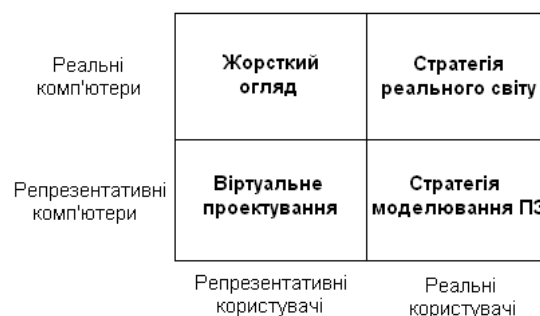 Реальні
комп'ютери
Жорсткий
огляд
Стратегія
реального світу
Репрезентативні
комп'ютери
Віртуальне
проектування
Стратегія
моделювання ПЗ
Репрезентативні
користувачі
Реальні
користувачі